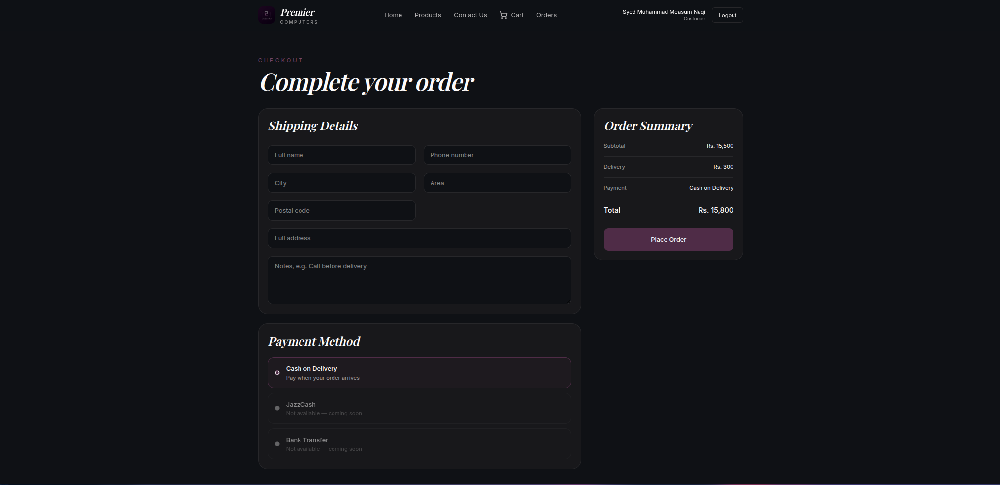 Premier
COMPUTERS
Home
Products
Contact Us
Cart
Orders
Syed Muhammad Measum Naqi
Customer
Logout
CHECKOUT
Complete your order
Shipping Details
Full name
Phone number
City
Area
Postal code
Full address
Notes, e.g. Call before delivery
Payment Method
Cash on Delivery
Pay when your order arrives
JazzCash
Not available — coming soon
Bank Transfer
Not available — coming soon
Order Summary
Subtotal Rs. 15,500
Delivery Rs. 300
Payment Cash on Delivery
Total Rs. 15,800
Place Order